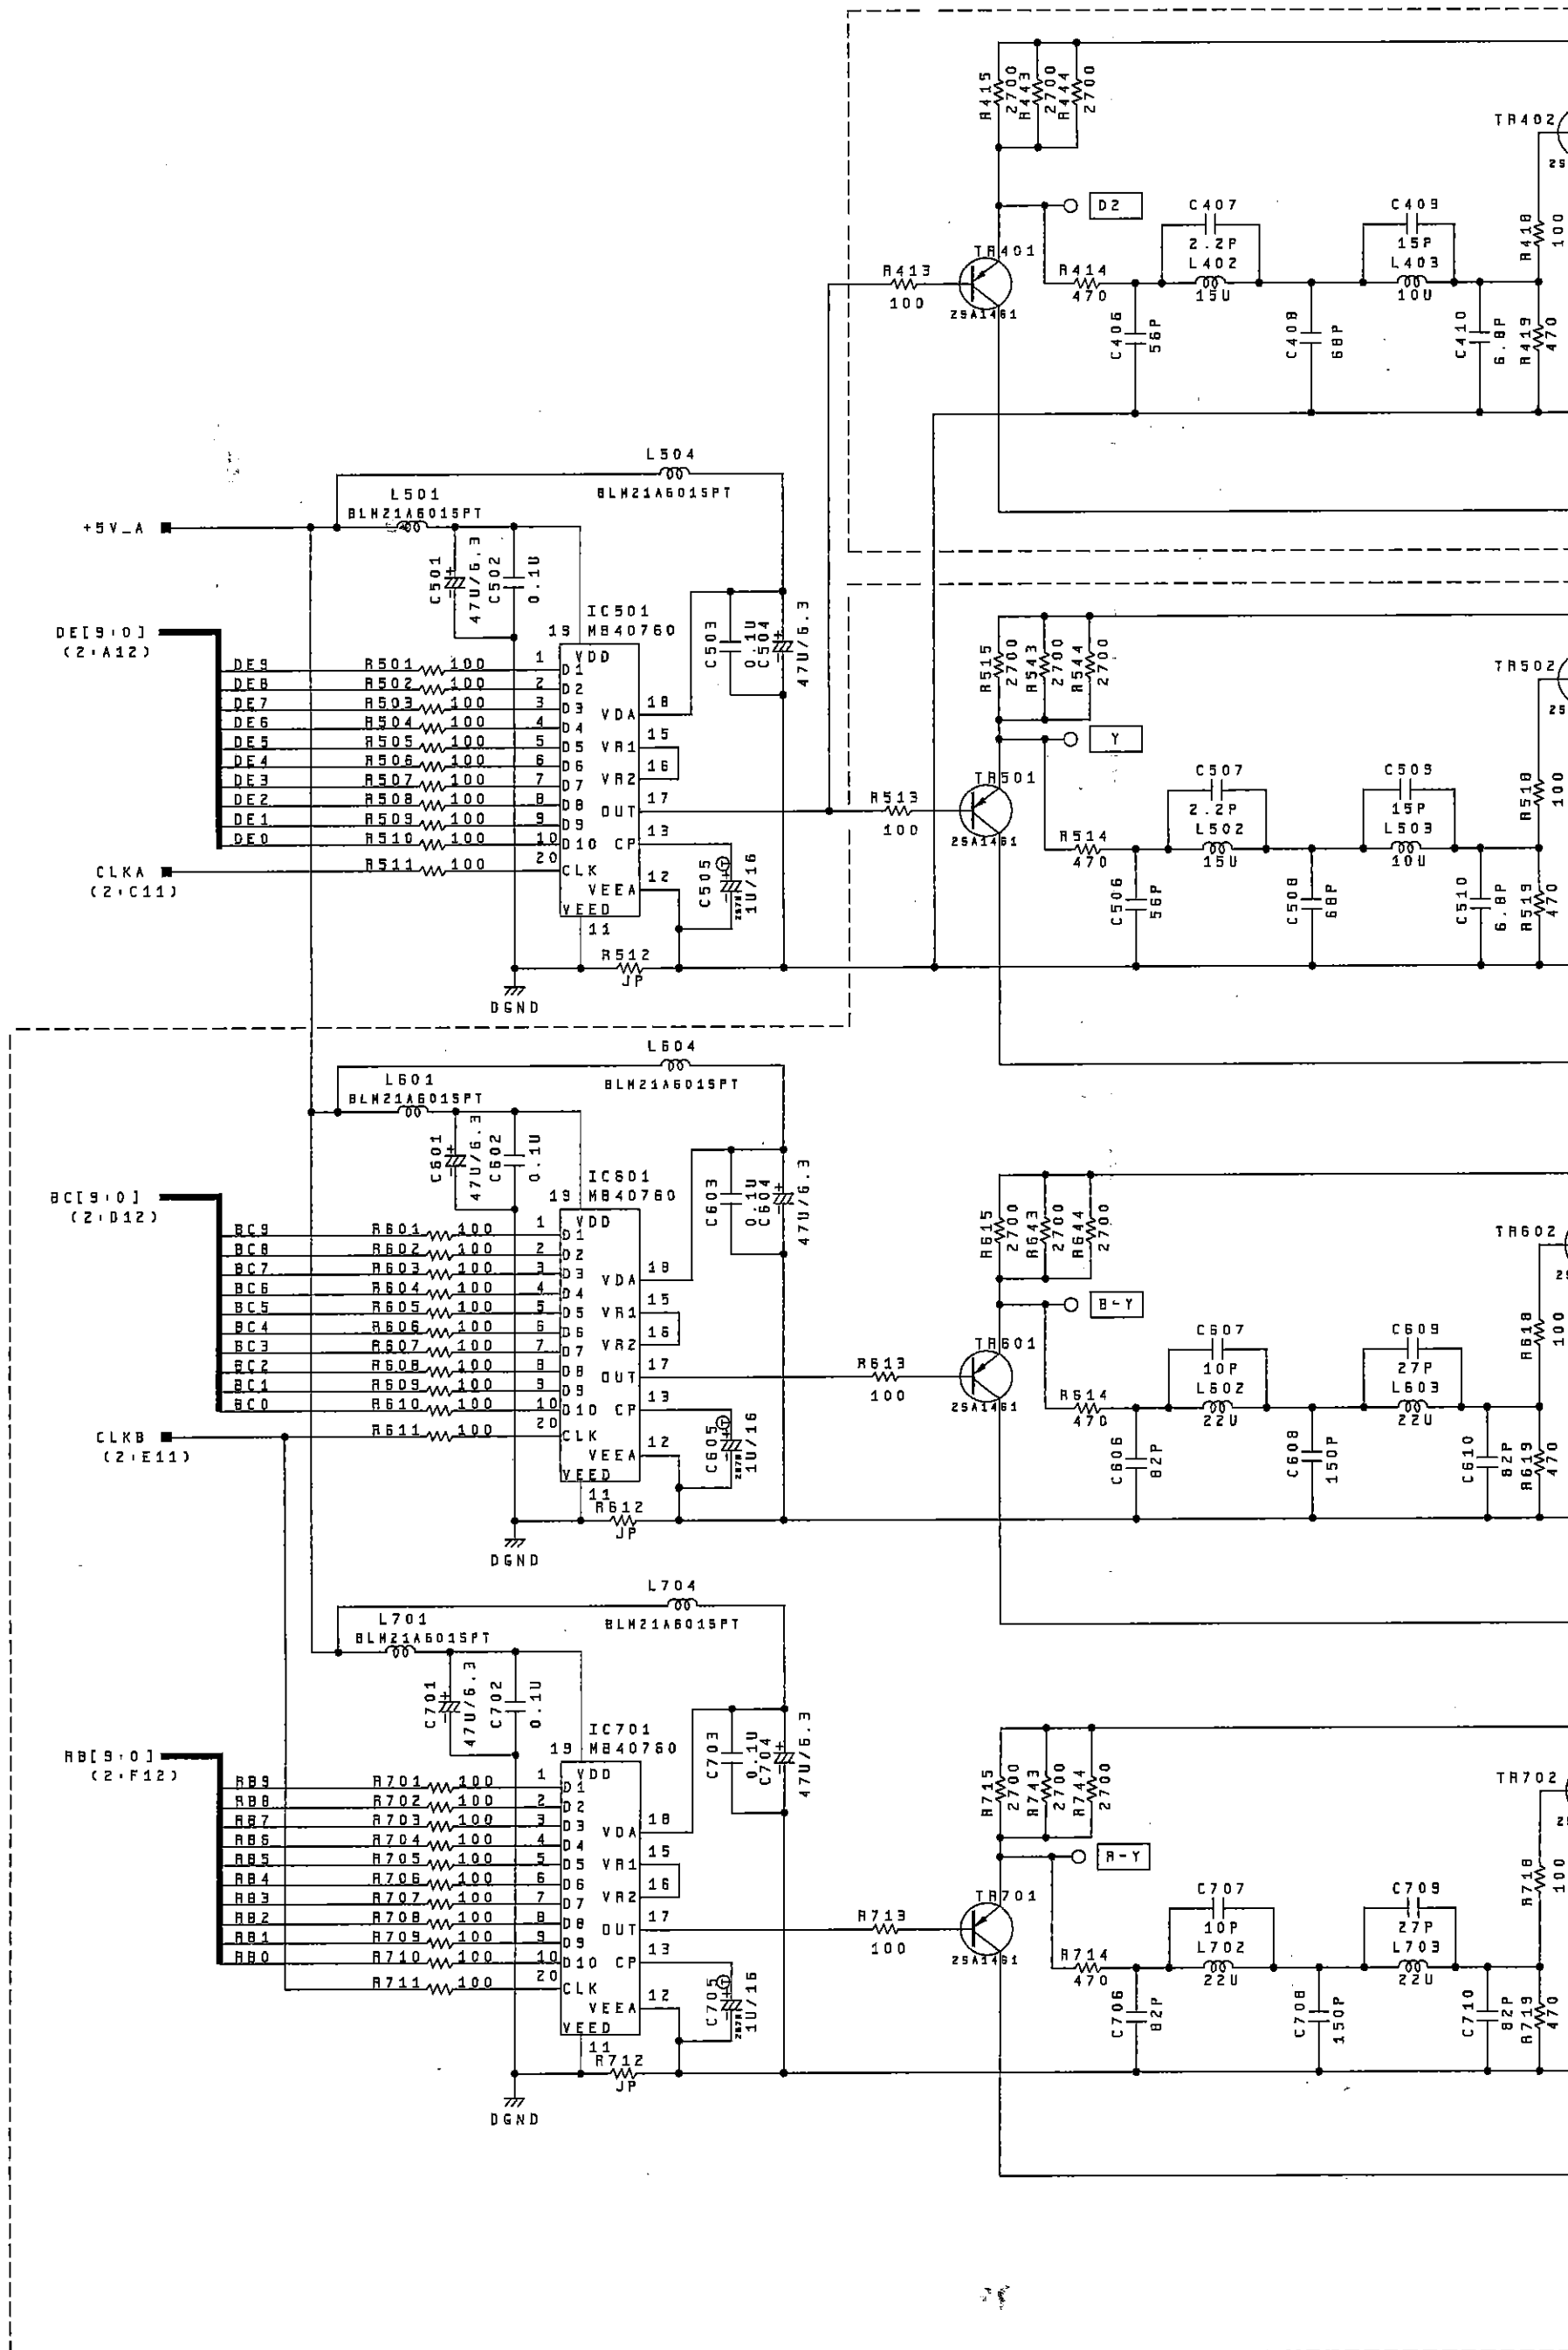 R415
2700
R443
2700
R444
2700
TR402
D2
C407
2.2P
L402
15U
C409
15P
L403
10U
R418
100
TR401
2SA1461
R413
100
R414
470
C406
56P
C408
68P
C410
6.8P
R419
470
L504
BLM21A601SPT
L501
BLM21A601SPT
+5V_A
C501
47U/6.3
C502
0.1U
DE[9:0]
(2:A12)
IC501
19 MB40760
C503
0.1U
C504
47U/6.3
DE9 R501 100 1 D1 VDD
DE8 R502 100 2 D2
DE7 R503 100 3 D3 VDA 18
DE6 R504 100 4 D4
DE5 R505 100 5 D5 VR1 15
DE4 R506 100 6 D6
DE3 R507 100 7 D7 VR2 16
DE2 R508 100 8 D8 OUT 17
DE1 R509 100 9 D9
DE0 R510 100 10 D10 CP 13
CLKA
(2:C11)
R511 100 20 CLK
VEEA 12
VEED
11
C505
1U/16
R512
JP
DGND
R515
2700
R543
2700
R544
2700
TR502
Y
TR501
2SA1461
R513
100
R514
470
C507
2.2P
L502
15U
C509
15P
L503
10U
R518
100
C506
56P
C508
68P
C510
6.8P
R519
470
L604
BLM21A601SPT
L601
BLM21A601SPT
C601
47U/6.3
C602
0.1U
BC[9:0]
(2:D12)
IC601
19 MB40760
C603
0.1U
C604
47U/6.3
BC9 R601 100 1 D1 VDD
BC8 R602 100 2 D2
BC7 R603 100 3 D3 VDA 18
BC6 R604 100 4 D4
BC5 R605 100 5 D5 VR1 15
BC4 R606 100 6 D6
BC3 R607 100 7 D7 VR2 16
BC2 R608 100 8 D8 OUT 17
BC1 R609 100 9 D9
BC0 R610 100 10 D10 CP 13
CLKB
(2:E11)
R611 100 20 CLK
VEEA 12
VEED
11
C605
1U/16
R612
JP
DGND
R615
2700
R643
2700
R644
2700
TR602
B-Y
TR601
2SA1461
R613
100
R614
470
C607
10P
L602
22U
C609
27P
L603
22U
R618
100
C606
82P
C608
150P
C610
82P
R619
470
L704
BLM21A601SPT
L701
BLM21A601SPT
C701
47U/6.3
C702
0.1U
RB[9:0]
(2:F12)
IC701
19 MB40760
C703
0.1U
C704
47U/6.3
RB9 R701 100 1 D1 VDD
RB8 R702 100 2 D2
RB7 R703 100 3 D3 VDA 18
RB6 R704 100 4 D4
RB5 R705 100 5 D5 VR1 15
RB4 R706 100 6 D6
RB3 R707 100 7 D7 VR2 16
RB2 R708 100 8 D8 OUT 17
RB1 R709 100 9 D9
RB0 R710 100 10 D10 CP 13
R711 100 20 CLK
VEEA 12
VEED
11
C705
1U/16
R712
JP
DGND
R715
2700
R743
2700
R744
2700
TR702
R-Y
TR701
2SA1461
R713
100
R714
470
C707
10P
L702
22U
C709
27P
L703
22U
R718
100
C706
82P
C708
150P
C710
82P
R719
470